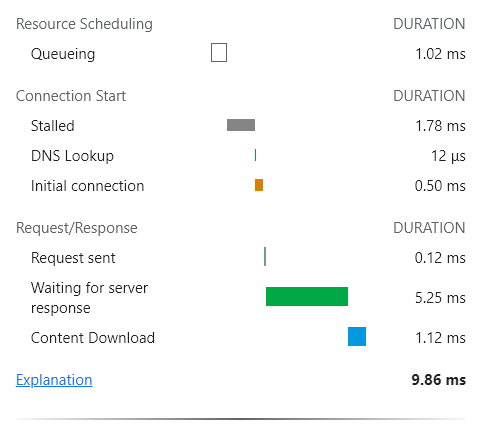 Resource Scheduling DURATION
Queueing 1.02 ms
Connection Start DURATION
Stalled 1.78 ms
DNS Lookup 12 μs
Initial connection 0.50 ms
Request/Response DURATION
Request sent 0.12 ms
Waiting for server
response 5.25 ms
Content Download 1.12 ms
Explanation 9.86 ms